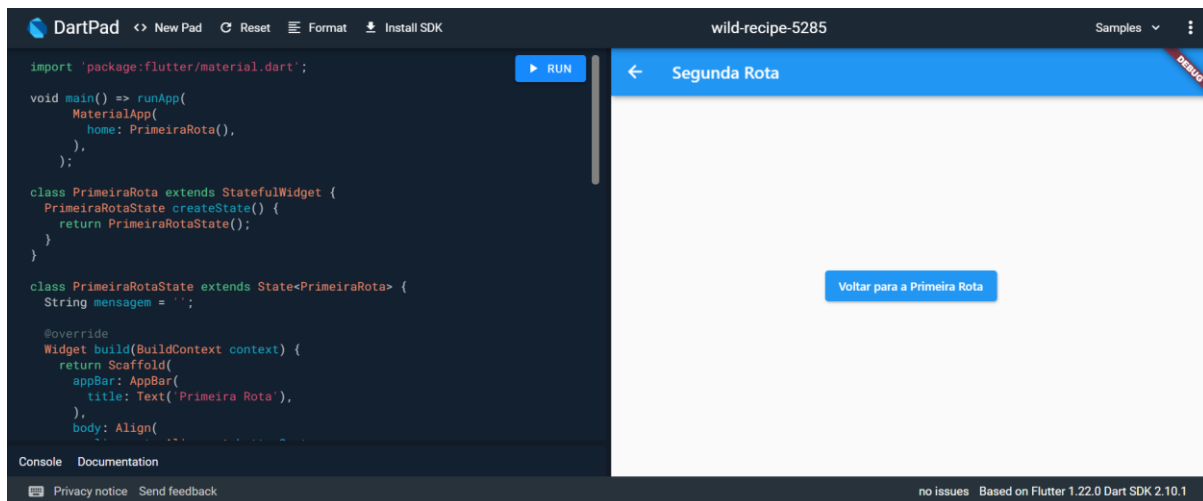 DartPad <> New Pad Reset Format Install SDK wild-recipe-5285 Samples
import 'package:flutter/material.dart';
RUN
void main() => runApp(
MaterialApp(
home: PrimeiraRota(),
),
);
class PrimeiraRota extends StatefulWidget {
PrimeiraRotaState createState() {
return PrimeiraRotaState();
}
}
class PrimeiraRotaState extends State<PrimeiraRota> {
String mensagem = '';
@override
Widget build(BuildContext context) {
return Scaffold(
appBar: AppBar(
title: Text('Primeira Rota'),
),
body: Align(
Console Documentation
Segunda Rota
DEBUG
Voltar para a Primeira Rota
Privacy notice Send feedback
no issues Based on Flutter 1.22.0 Dart SDK 2.10.1